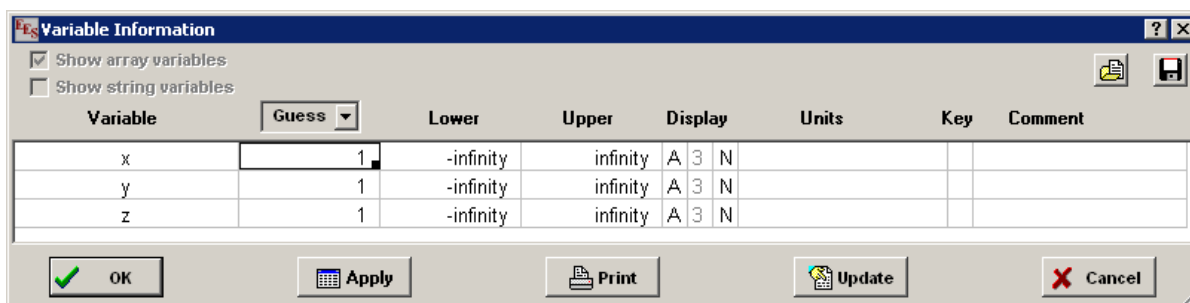 EES Variable Information ? X
Show array variables
Show string variables
Variable Guess Lower Upper Display Units Key Comment
x 1 -infinity infinity A 3 N
y 1 -infinity infinity A 3 N
z 1 -infinity infinity A 3 N
OK Apply Print Update Cancel